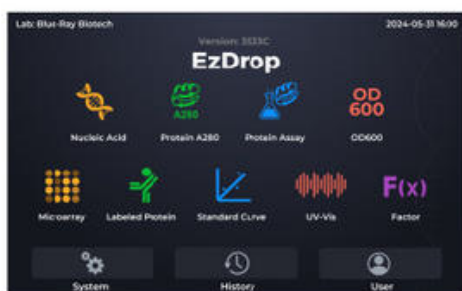 Lab: Blue-Ray Biotech 2024-05-31 16:00
Version: 3133C
EzDrop
A280
OD
600
Nucleic Acid Protein A280 Protein Assay OD600
F(x)
Microarray Labeled Protein Standard Curve UV-Vis Factor
System History User